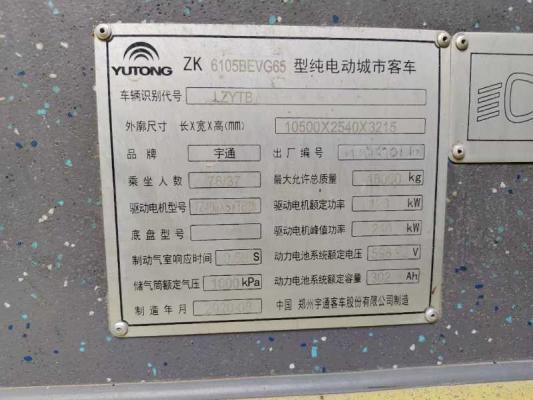 YUTONG ZK 6105BEVG65 型纯电动城市客车
车辆识别代号 LZYTB
外廓尺寸 长X宽X高(mm) 10500X2540X3215
品牌 宇通 出厂编号
乘坐人数 76/37 最大允许总质量 18000 kg
驱动电机型号 驱动电机额定功率 kW
底盘型号 驱动电机峰值功率 kW
制动气室响应时间 S 动力电池系统额定电压 V
储气筒额定气压 1000 kPa 动力电池系统额定容量 302 Ah
制造年月 2020-09 中国 郑州宇通客车股份有限公司制造